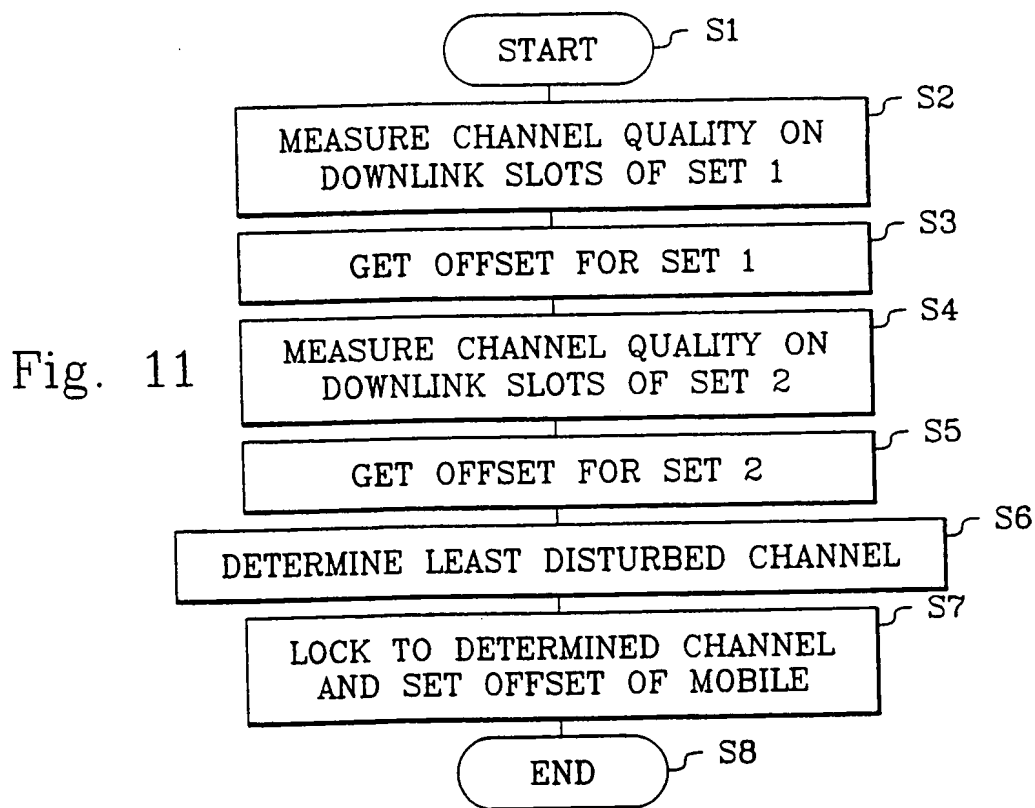 START
S1
S2
MEASURE CHANNEL QUALITY ON
DOWNLINK SLOTS OF SET 1
S3
GET OFFSET FOR SET 1
S4
MEASURE CHANNEL QUALITY ON
DOWNLINK SLOTS OF SET 2
Fig. 11
S5
GET OFFSET FOR SET 2
S6
DETERMINE LEAST DISTURBED CHANNEL
S7
LOCK TO DETERMINED CHANNEL
AND SET OFFSET OF MOBILE
S8
END